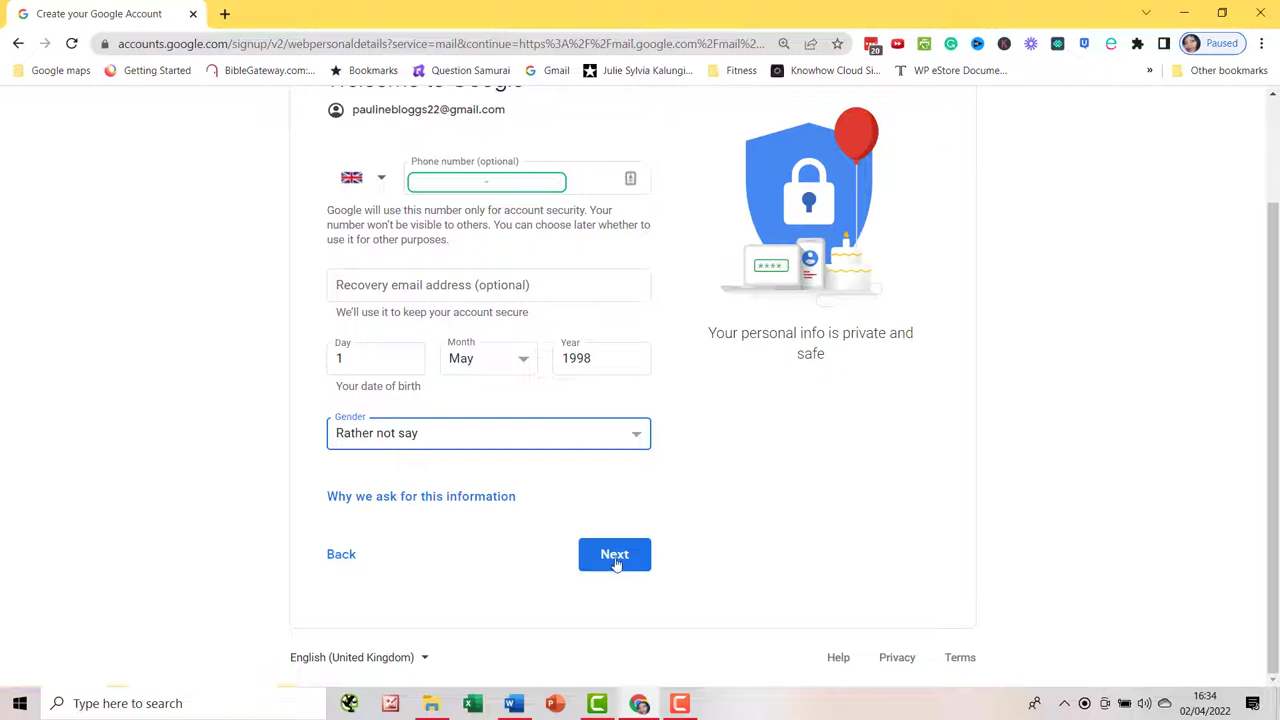 Create your Google Account
accounts.google.com/signup/v2/webpersonaldetails?service=mail&continue=https%3A%2F%2Fmail.google.com%2Fmail...
20
Paused
Google maps
Getting Started
BibleGateway.com:...
Bookmarks
Question Samurai
Gmail
Julie Sylvia Kalungi...
Fitness
Knowhow Cloud Si...
WP eStore Docume...
»
Other bookmarks
Welcome to Google
paulinebloggs22@gmail.com
Phone number (optional)
Google will use this number only for account security. Your
number won't be visible to others. You can choose later whether to
use it for other purposes.
Recovery email address (optional)
We'll use it to keep your account secure
Day
Month
Year
1
May
1998
Your date of birth
Gender
Rather not say
Why we ask for this information
Back
Next
****
Your personal info is private and
safe
English (United Kingdom)
Help
Privacy
Terms
Type here to search
16:34
02/04/2022